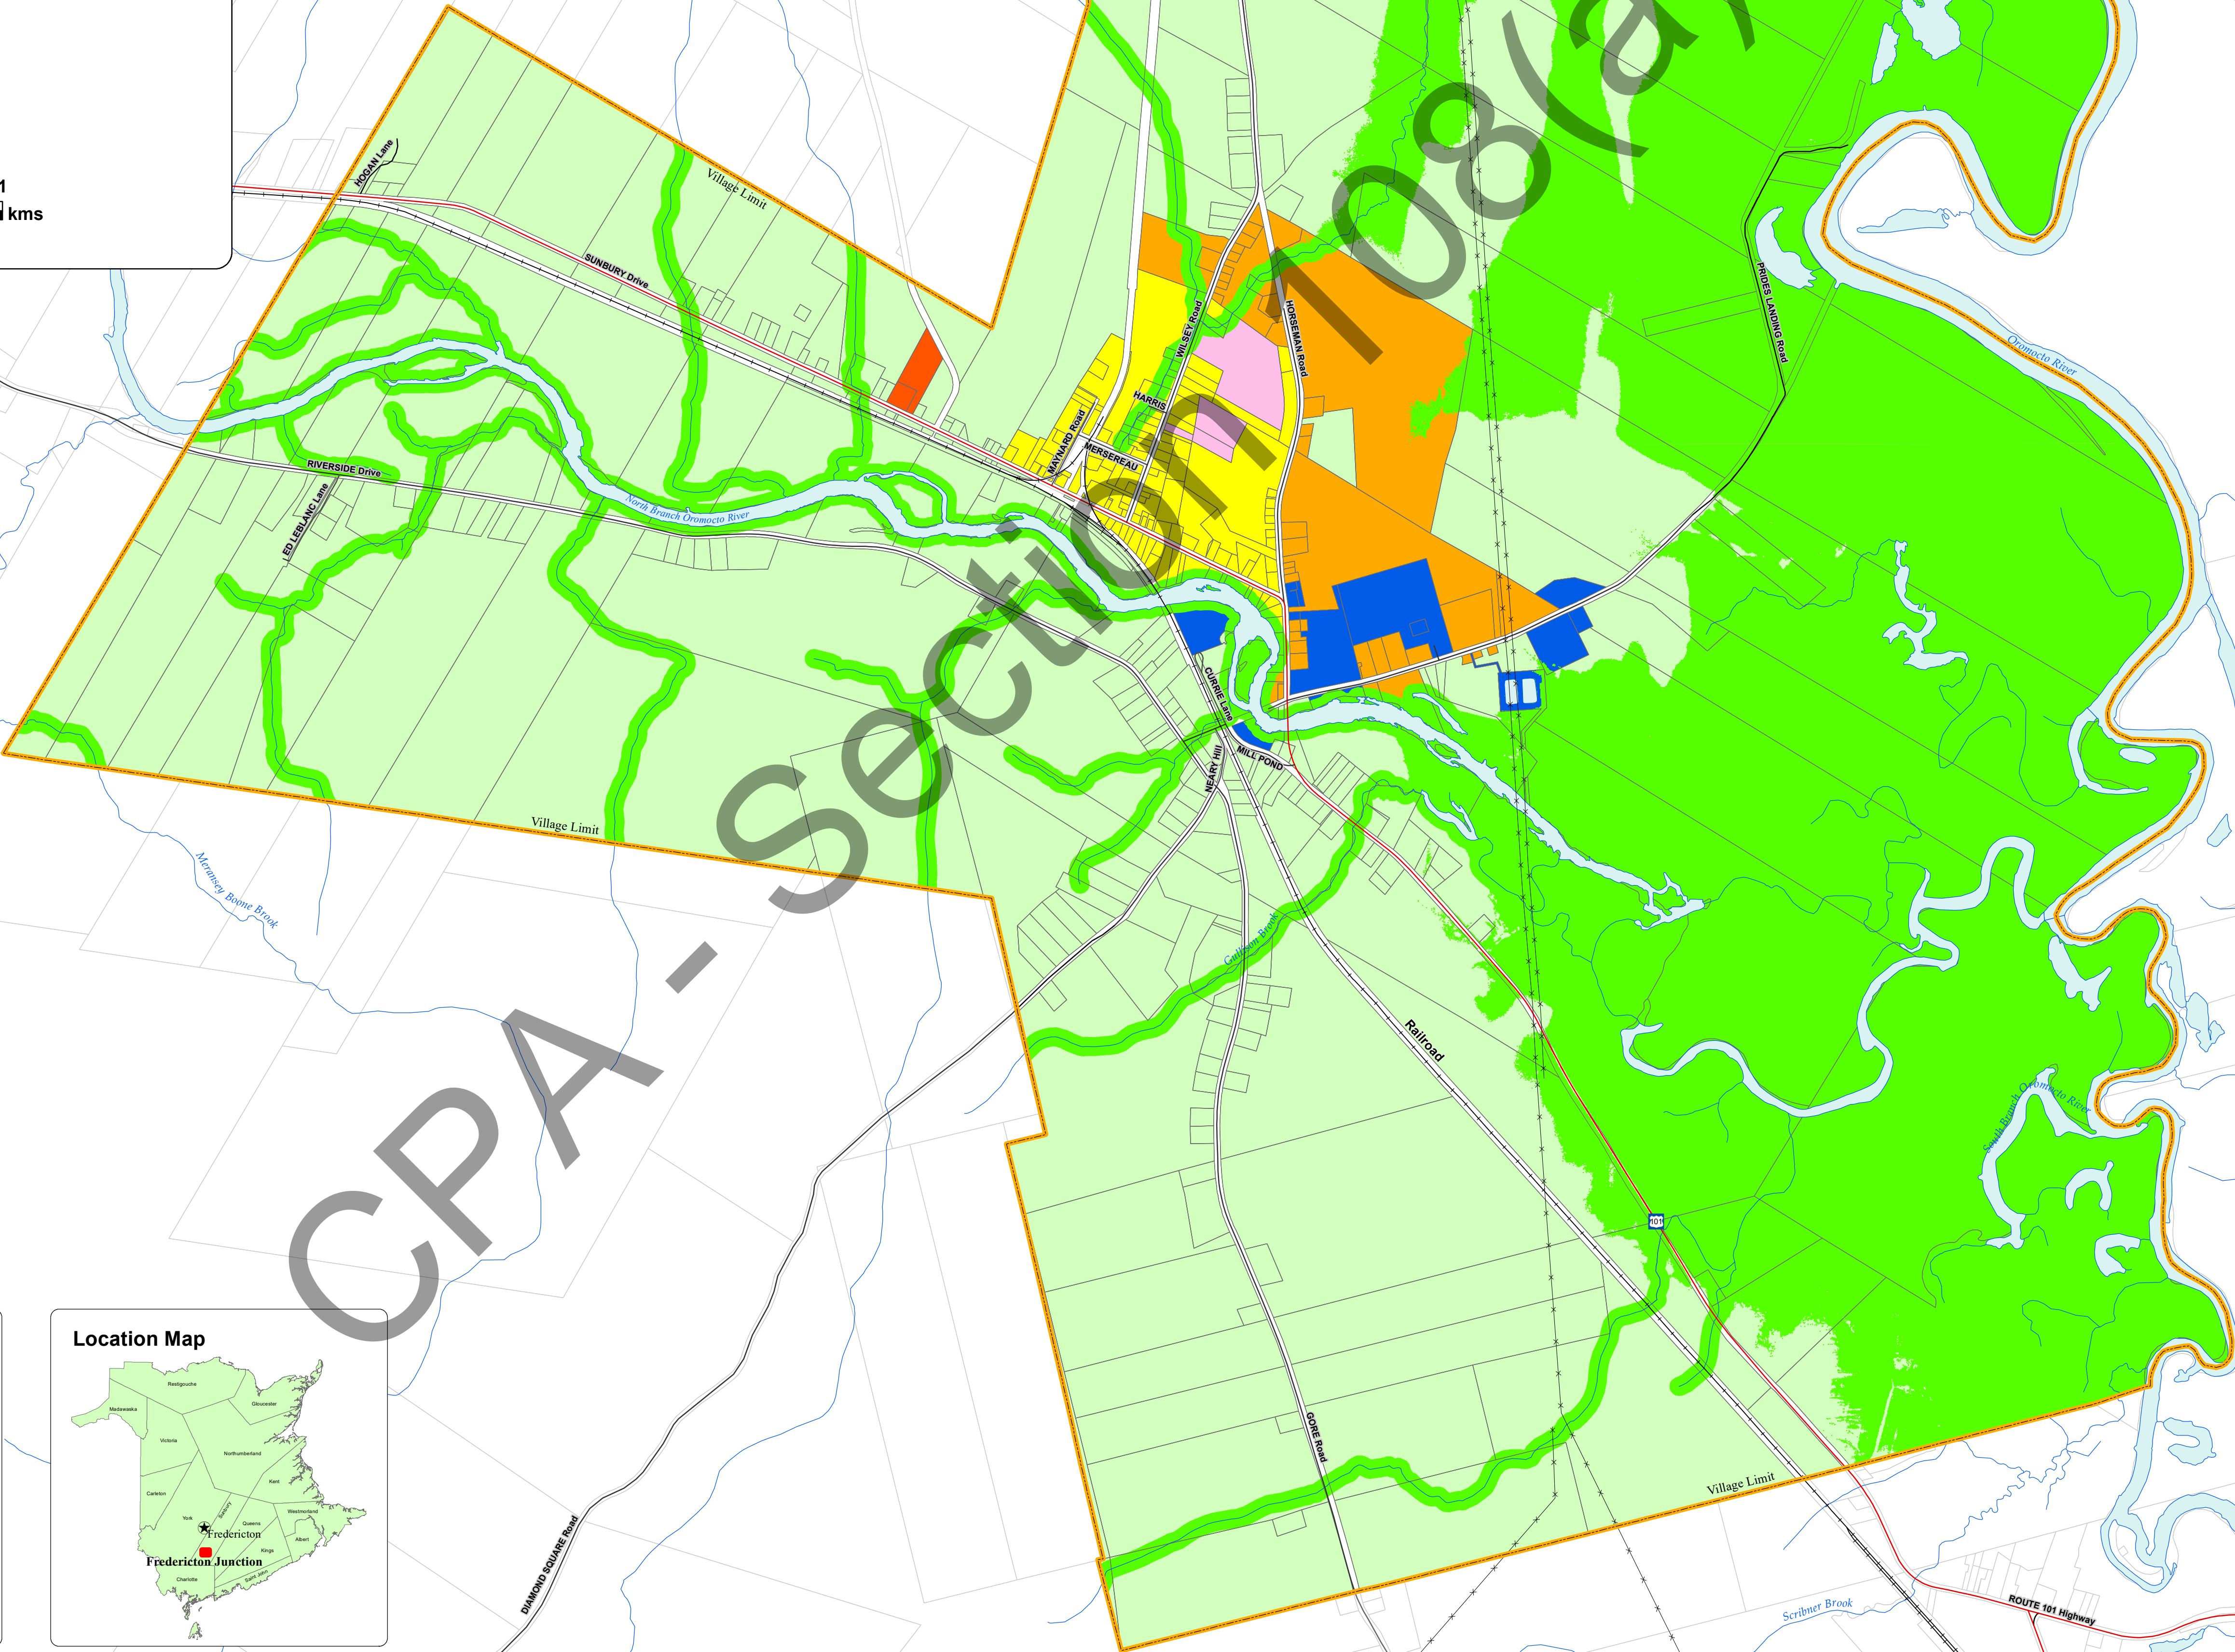 1
kms
HOGAN Lane
Village Limit
SUNBURY Drive
WILSEY Road
HORSEMAN Road
PRIDES LANDING Road
Oromocto River
HARRIS
MAYNARD Road
MERSEREAU
RIVERSIDE Drive
ED LEBLANC Lane
North Branch Oromocto River
CURRIE Lane
MILL POND
NEARY Hill
Village Limit
Merransey Boone Brook
Gullison Brook
Railroad
South Branch Oromocto River
101
GORE Road
Village Limit
DIAMOND SQUARE Road
Scribner Brook
ROUTE 101 Highway
CPA - Section 108(a)
Location Map
Restigouche
Madawaska
Gloucester
Victoria
Northumberland
Kent
Carleton
Sunbury
Westmorland
York
Queens
Fredericton
Albert
Kings
Fredericton Junction
Charlotte
Saint John